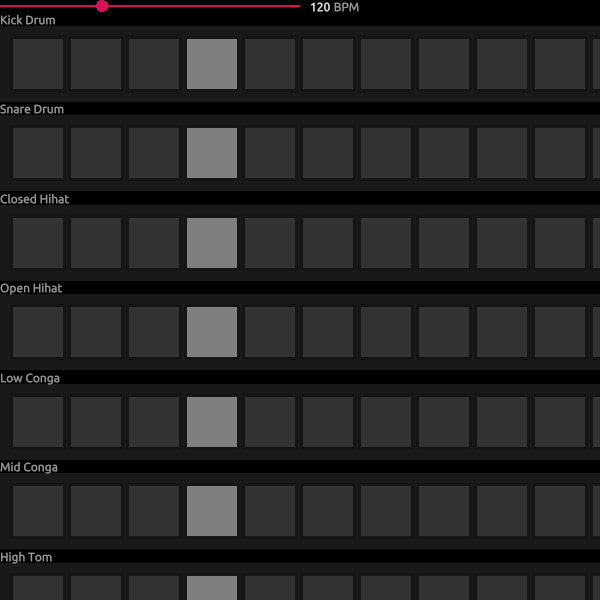 120 BPM
Kick Drum
Snare Drum
Closed Hihat
Open Hihat
Low Conga
Mid Conga
High Tom